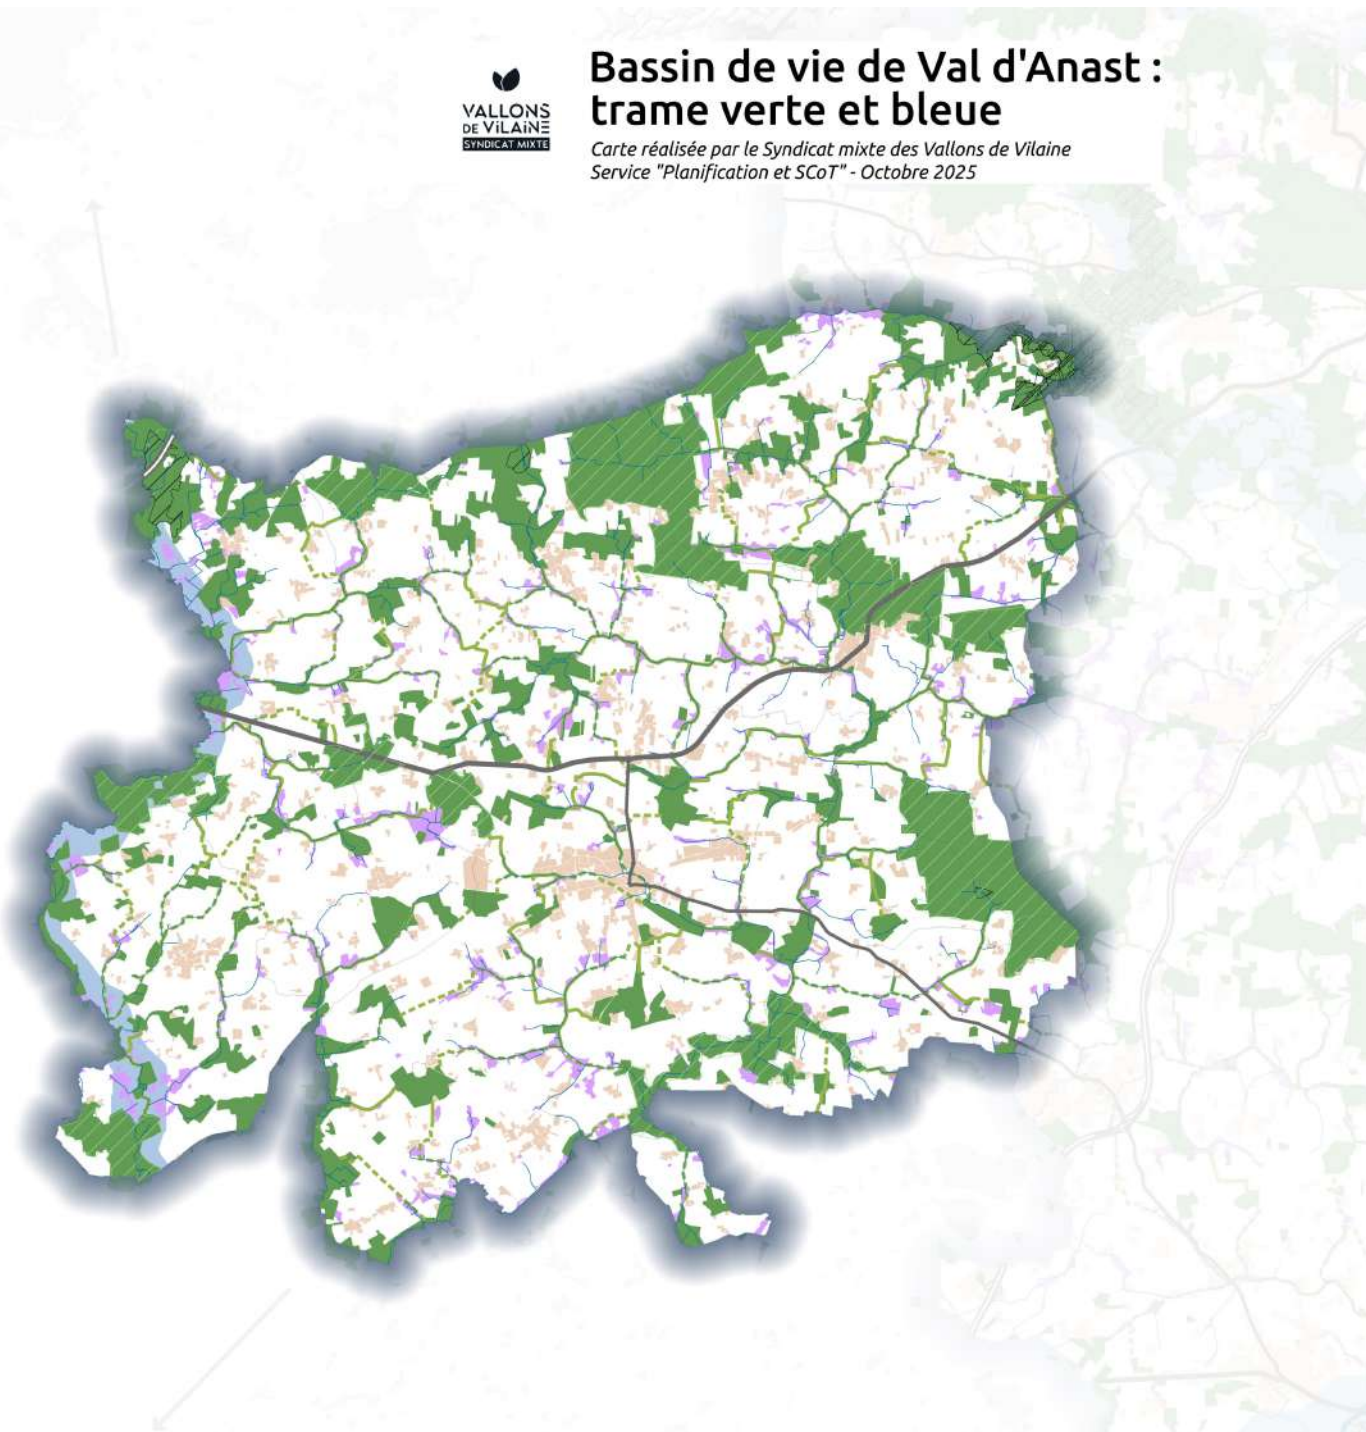 Bassin de vie de Val d'Anast :
trame verte et bleue
VALLONS
DE ViLAiNE
SYNDICAT MIXTE
Carte réalisée par le Syndicat mixte des Vallons de Vilaine
Service "Planification et SCoT" - Octobre 2025